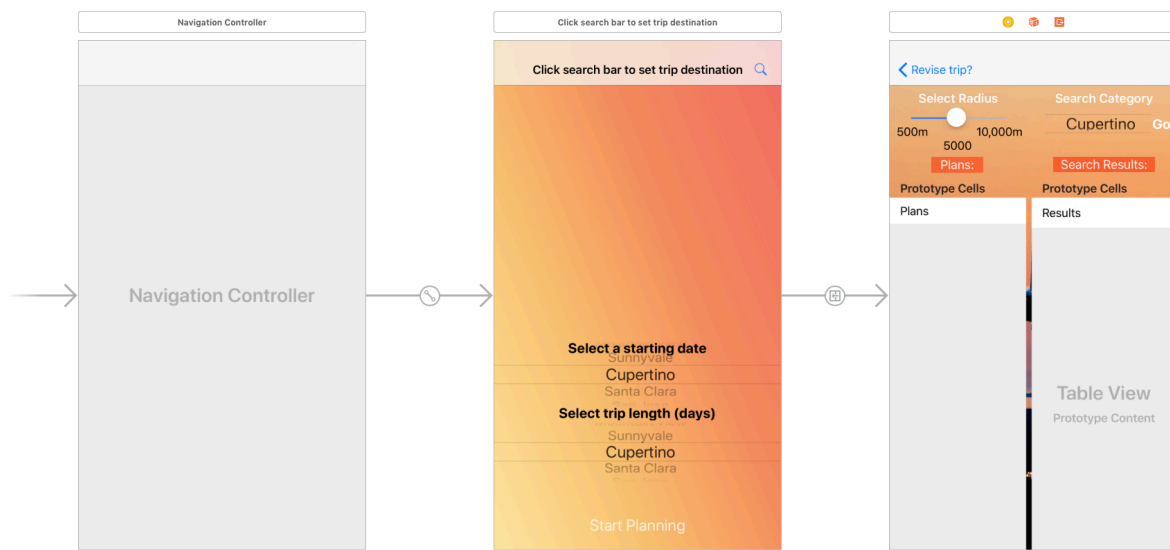 Navigation Controller
Navigation Controller
Click search bar to set trip destination
Click search bar to set trip destination
Select a starting date
Sunnyvale
Cupertino
Santa Clara
Select trip length (days)
Sunnyvale
Cupertino
Santa Clara
Start Planning
Revise trip?
Select Radius
500m
10,000m
5000
Plans:
Search Category
Cupertino
Go
Search Results:
Prototype Cells
Plans
Prototype Cells
Results
Table View
Prototype Content